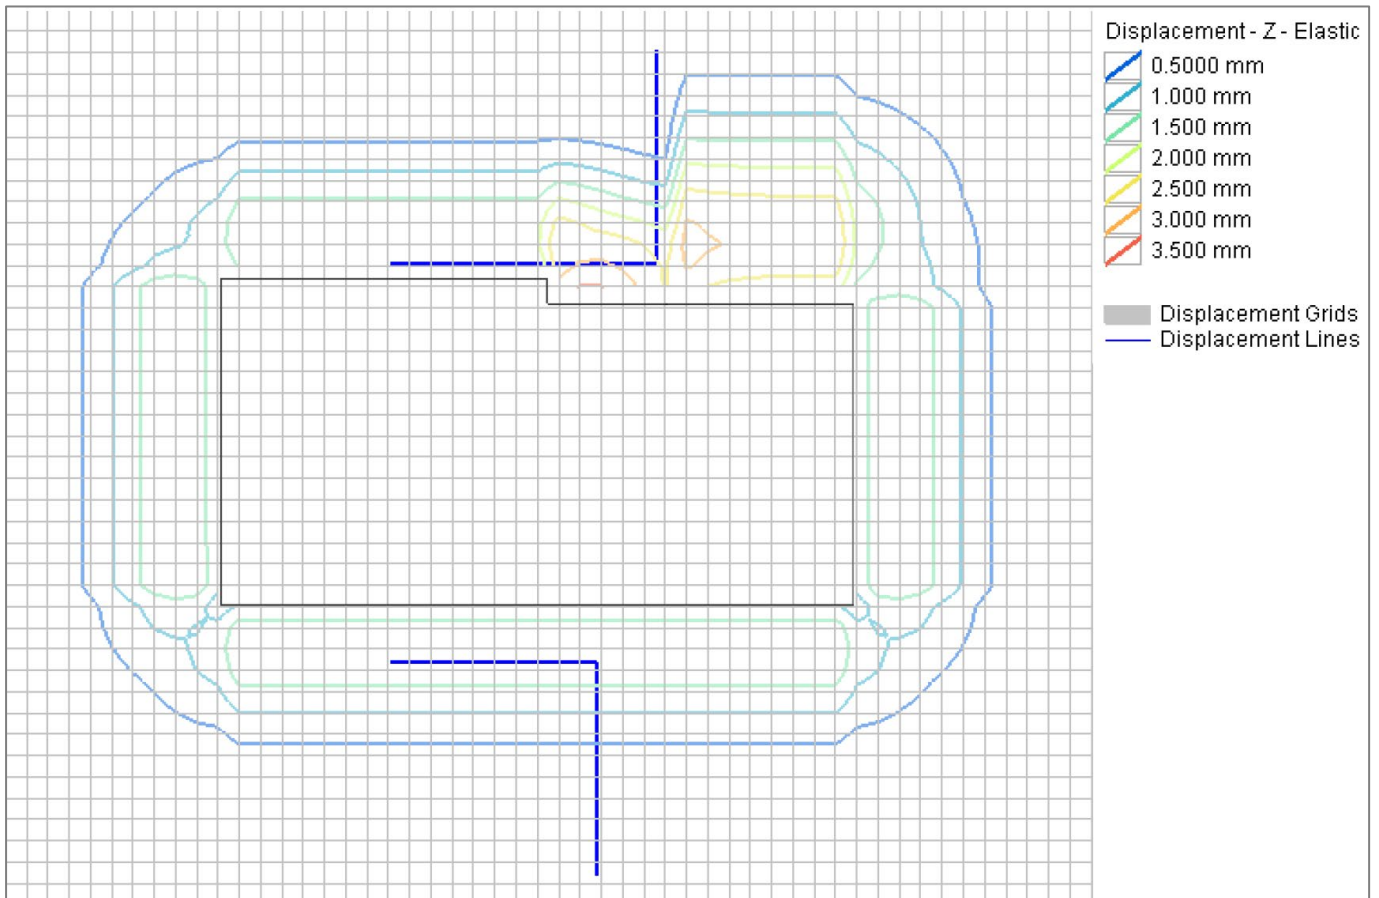 Displacement - Z - Elastic
0.5000 mm
1.000 mm
1.500 mm
2.000 mm
2.500 mm
3.000 mm
3.500 mm
Displacement Grids
Displacement Lines